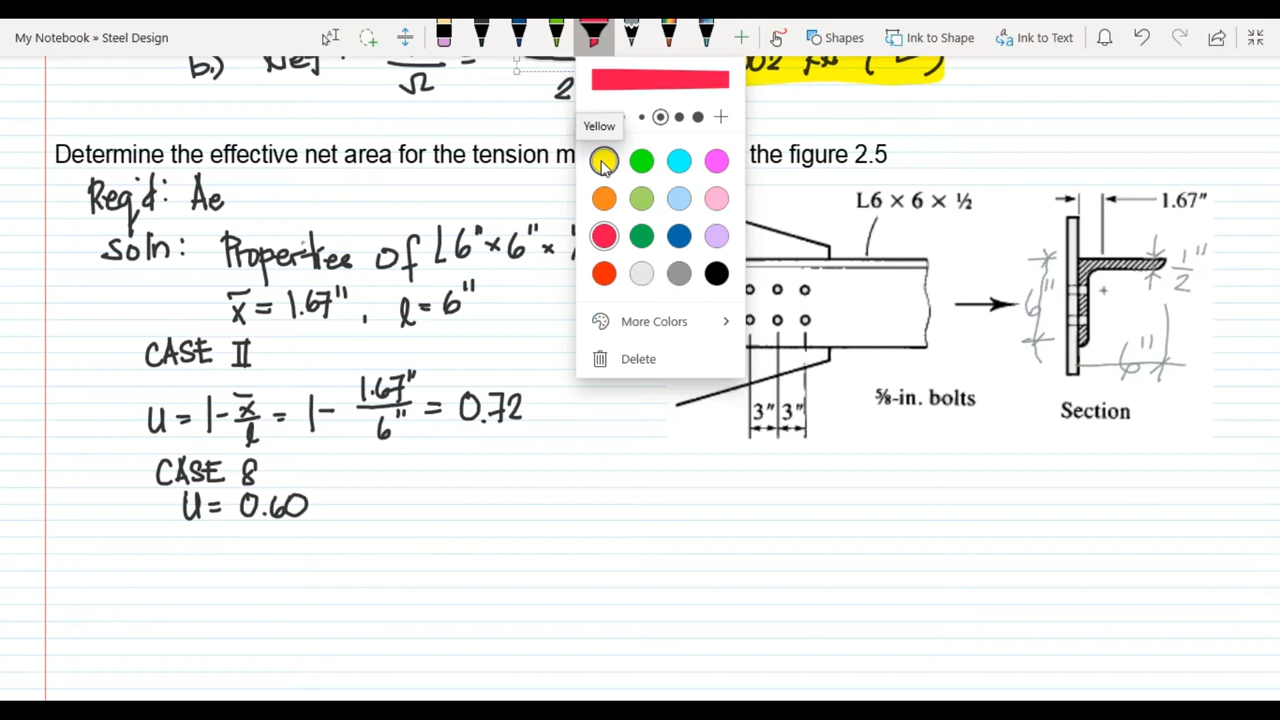 My Notebook » Steel Design
Shapes
Ink to Shape
Ink to Text
b.)
√Ω
=
2
Yellow
Determine the effective net area for the tension m the figure 2.5
Req'd: Ae
soln: Properties of L6"×6"×
x̄ = 1.67" , l = 6"
CASE II
U = 1 - x̄/l = 1 - 1.67"/6" = 0.72
CASE 8
U = 0.60
More Colors
Delete
L6 × 6 × ½
3" 3"
⅝-in. bolts
1.67"
1/2"
6"
6"
Section